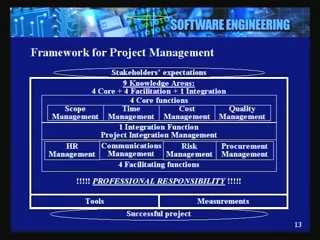 SOFTWARE ENGINEERING
Framework for Project Management
Stakeholders' expectations
9 Knowledge Areas:
4 Core + 4 Facilitation + 1 Integration
4 Core functions
Scope Management
Time Management
Cost Management
Quality Management
1 Integration Function
Project Integration Management
HR Management
Communications Management
Risk Management
Procurement Management
4 Facilitating functions
!!!!! PROFESSIONAL RESPONSIBILITY !!!!!
Tools
Measurements
Successful project
13